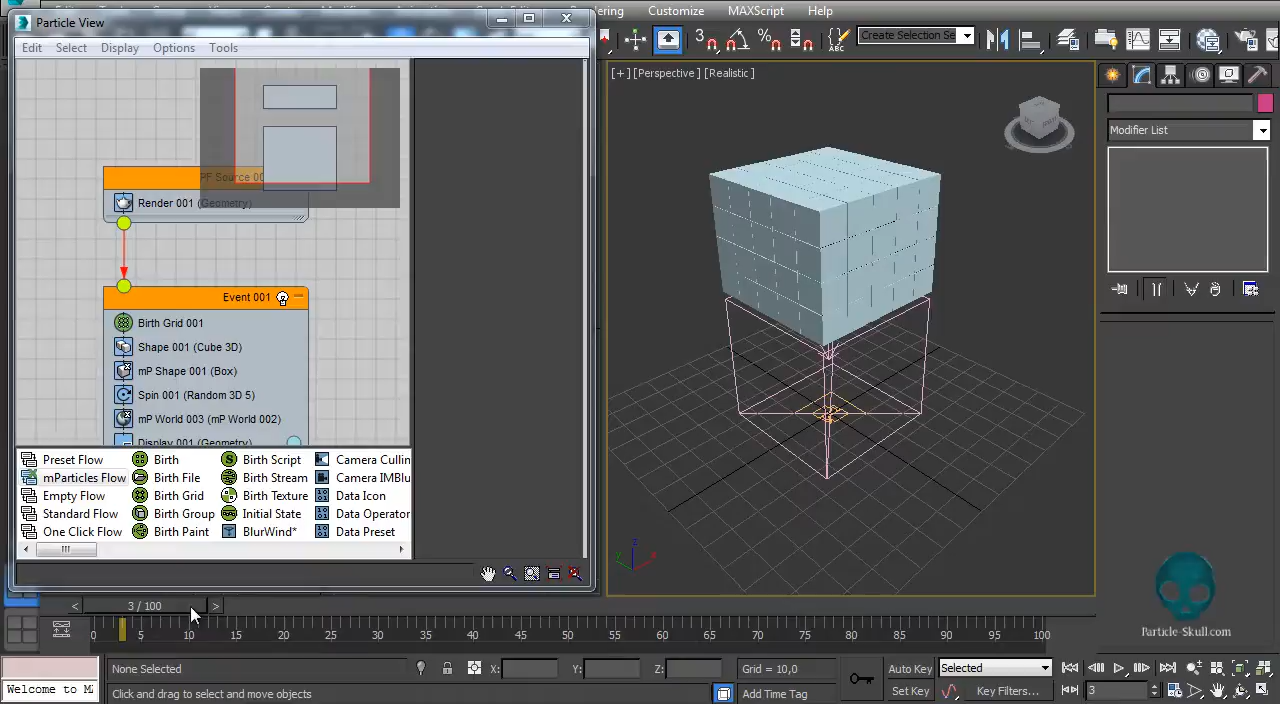 Rendering Customize MAXScript Help
Particle View
Edit Select Display Options Tools
3 % ABC Create Selection Se
PF Source 00
Render 001 (Geometry)
Event 001
Birth Grid 001
Shape 001 (Cube 3D)
mP Shape 001 (Box)
Spin 001 (Random 3D 5)
mP World 003 (mP World 002)
Display 001 (Geometry)
Preset Flow Birth Birth Script Camera Cullin
mParticles Flow Birth File Birth Stream Camera IMBlu
Empty Flow Birth Grid Birth Texture Data Icon
Standard Flow Birth Group Initial State Data Operator
One Click Flow Birth Paint BlurWind* Data Preset
[+] [Perspective] [Realistic]
z
y x
Modifier List
Particle-Skull.com
< 3 / 100 >
0 5 10 15 20 25 30 35 40 45 50 55 60 65 70 75 80 85 90 95 100
None Selected X: Y: Z: Grid = 10,0 Auto Key Selected
Welcome to M Click and drag to select and move objects Add Time Tag Set Key Key Filters... 3